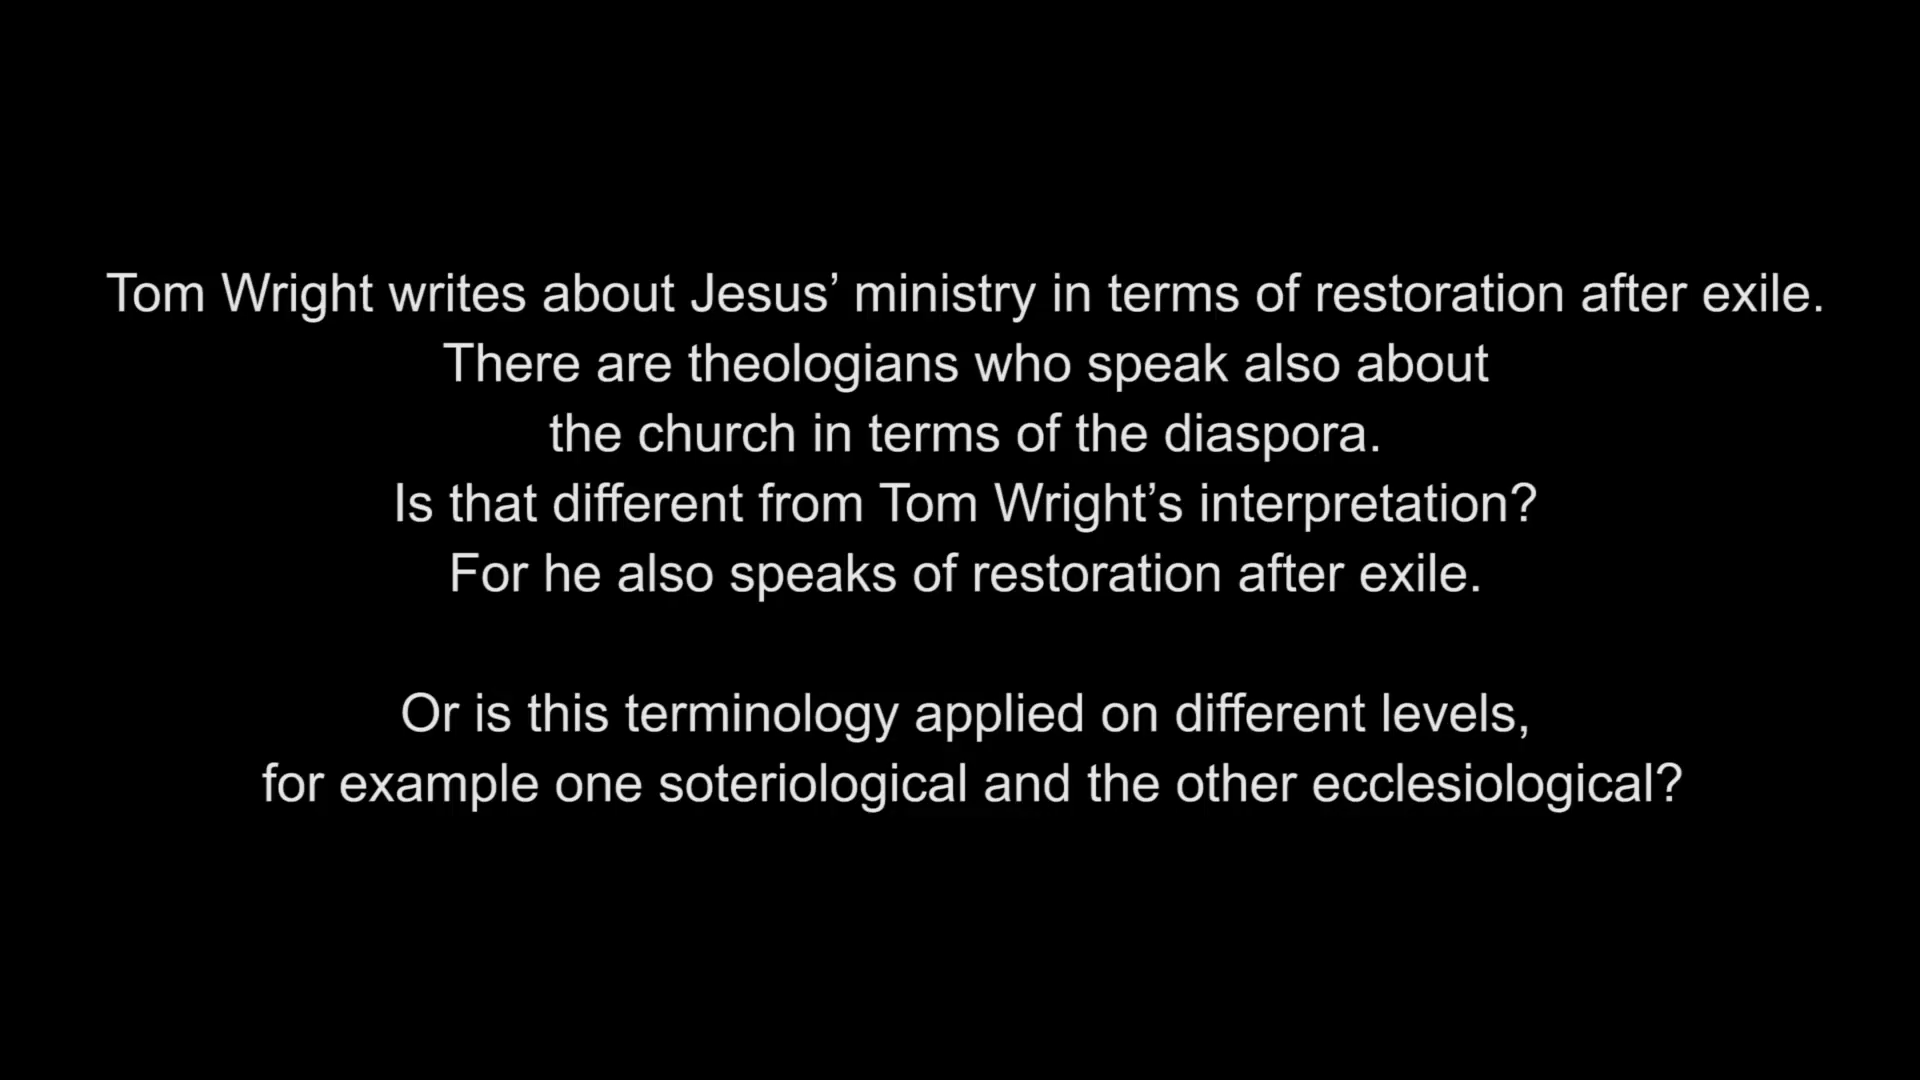 Tom Wright writes about Jesus’ ministry in terms of restoration after exile.
There are theologians who speak also about
the church in terms of the diaspora.
Is that different from Tom Wright’s interpretation?
For he also speaks of restoration after exile.
Or is this terminology applied on different levels,
for example one soteriological and the other ecclesiological?